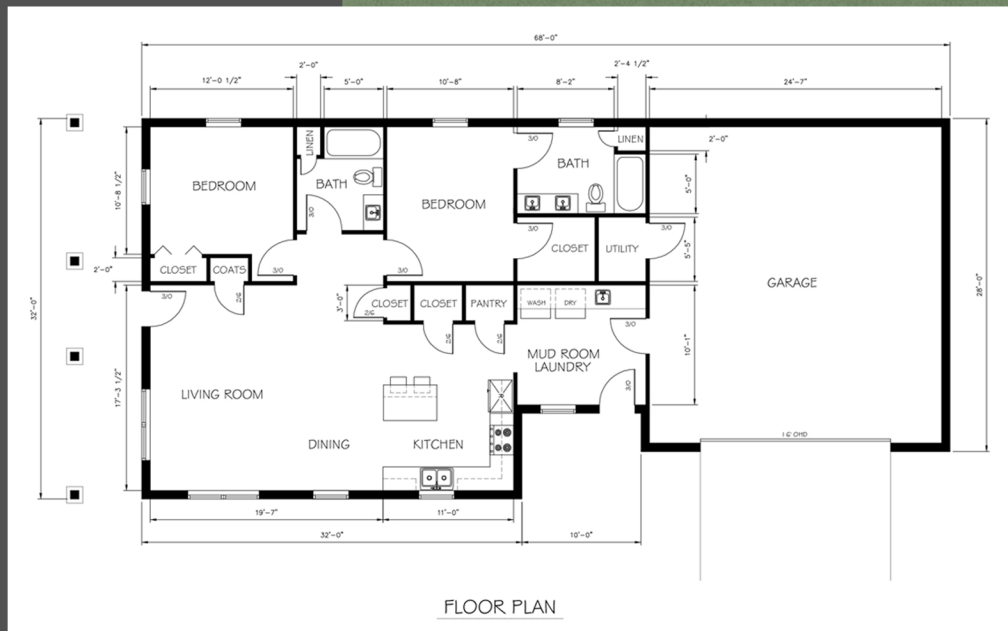 68'-0"
2'-0"
2'-4 1/2"
12'-0 1/2"
5'-0"
10'-8"
8'-2"
24'-7"
LINEN
3/0
LINEN
2'-0"
BATH
BEDROOM
BATH
5'-0"
10'-8 1/2"
BEDROOM
3/0
3/0
3/0
5'-5"
CLOSET
UTILITY
2'-0"
CLOSET
COATS
3/0
3/0
GARAGE
28'-0"
32'-0"
3/0
2/6
3'-0"
CLOSET
CLOSET
PANTRY
WASH
DRY
2/6
3/0
2/6
2/6
10'-1"
MUD ROOM
LAUNDRY
17'-3 1/2"
3/0
LIVING ROOM
DINING
KITCHEN
16' OHD
19'-7"
11'-0"
32'-0"
10'-0"
FLOOR PLAN